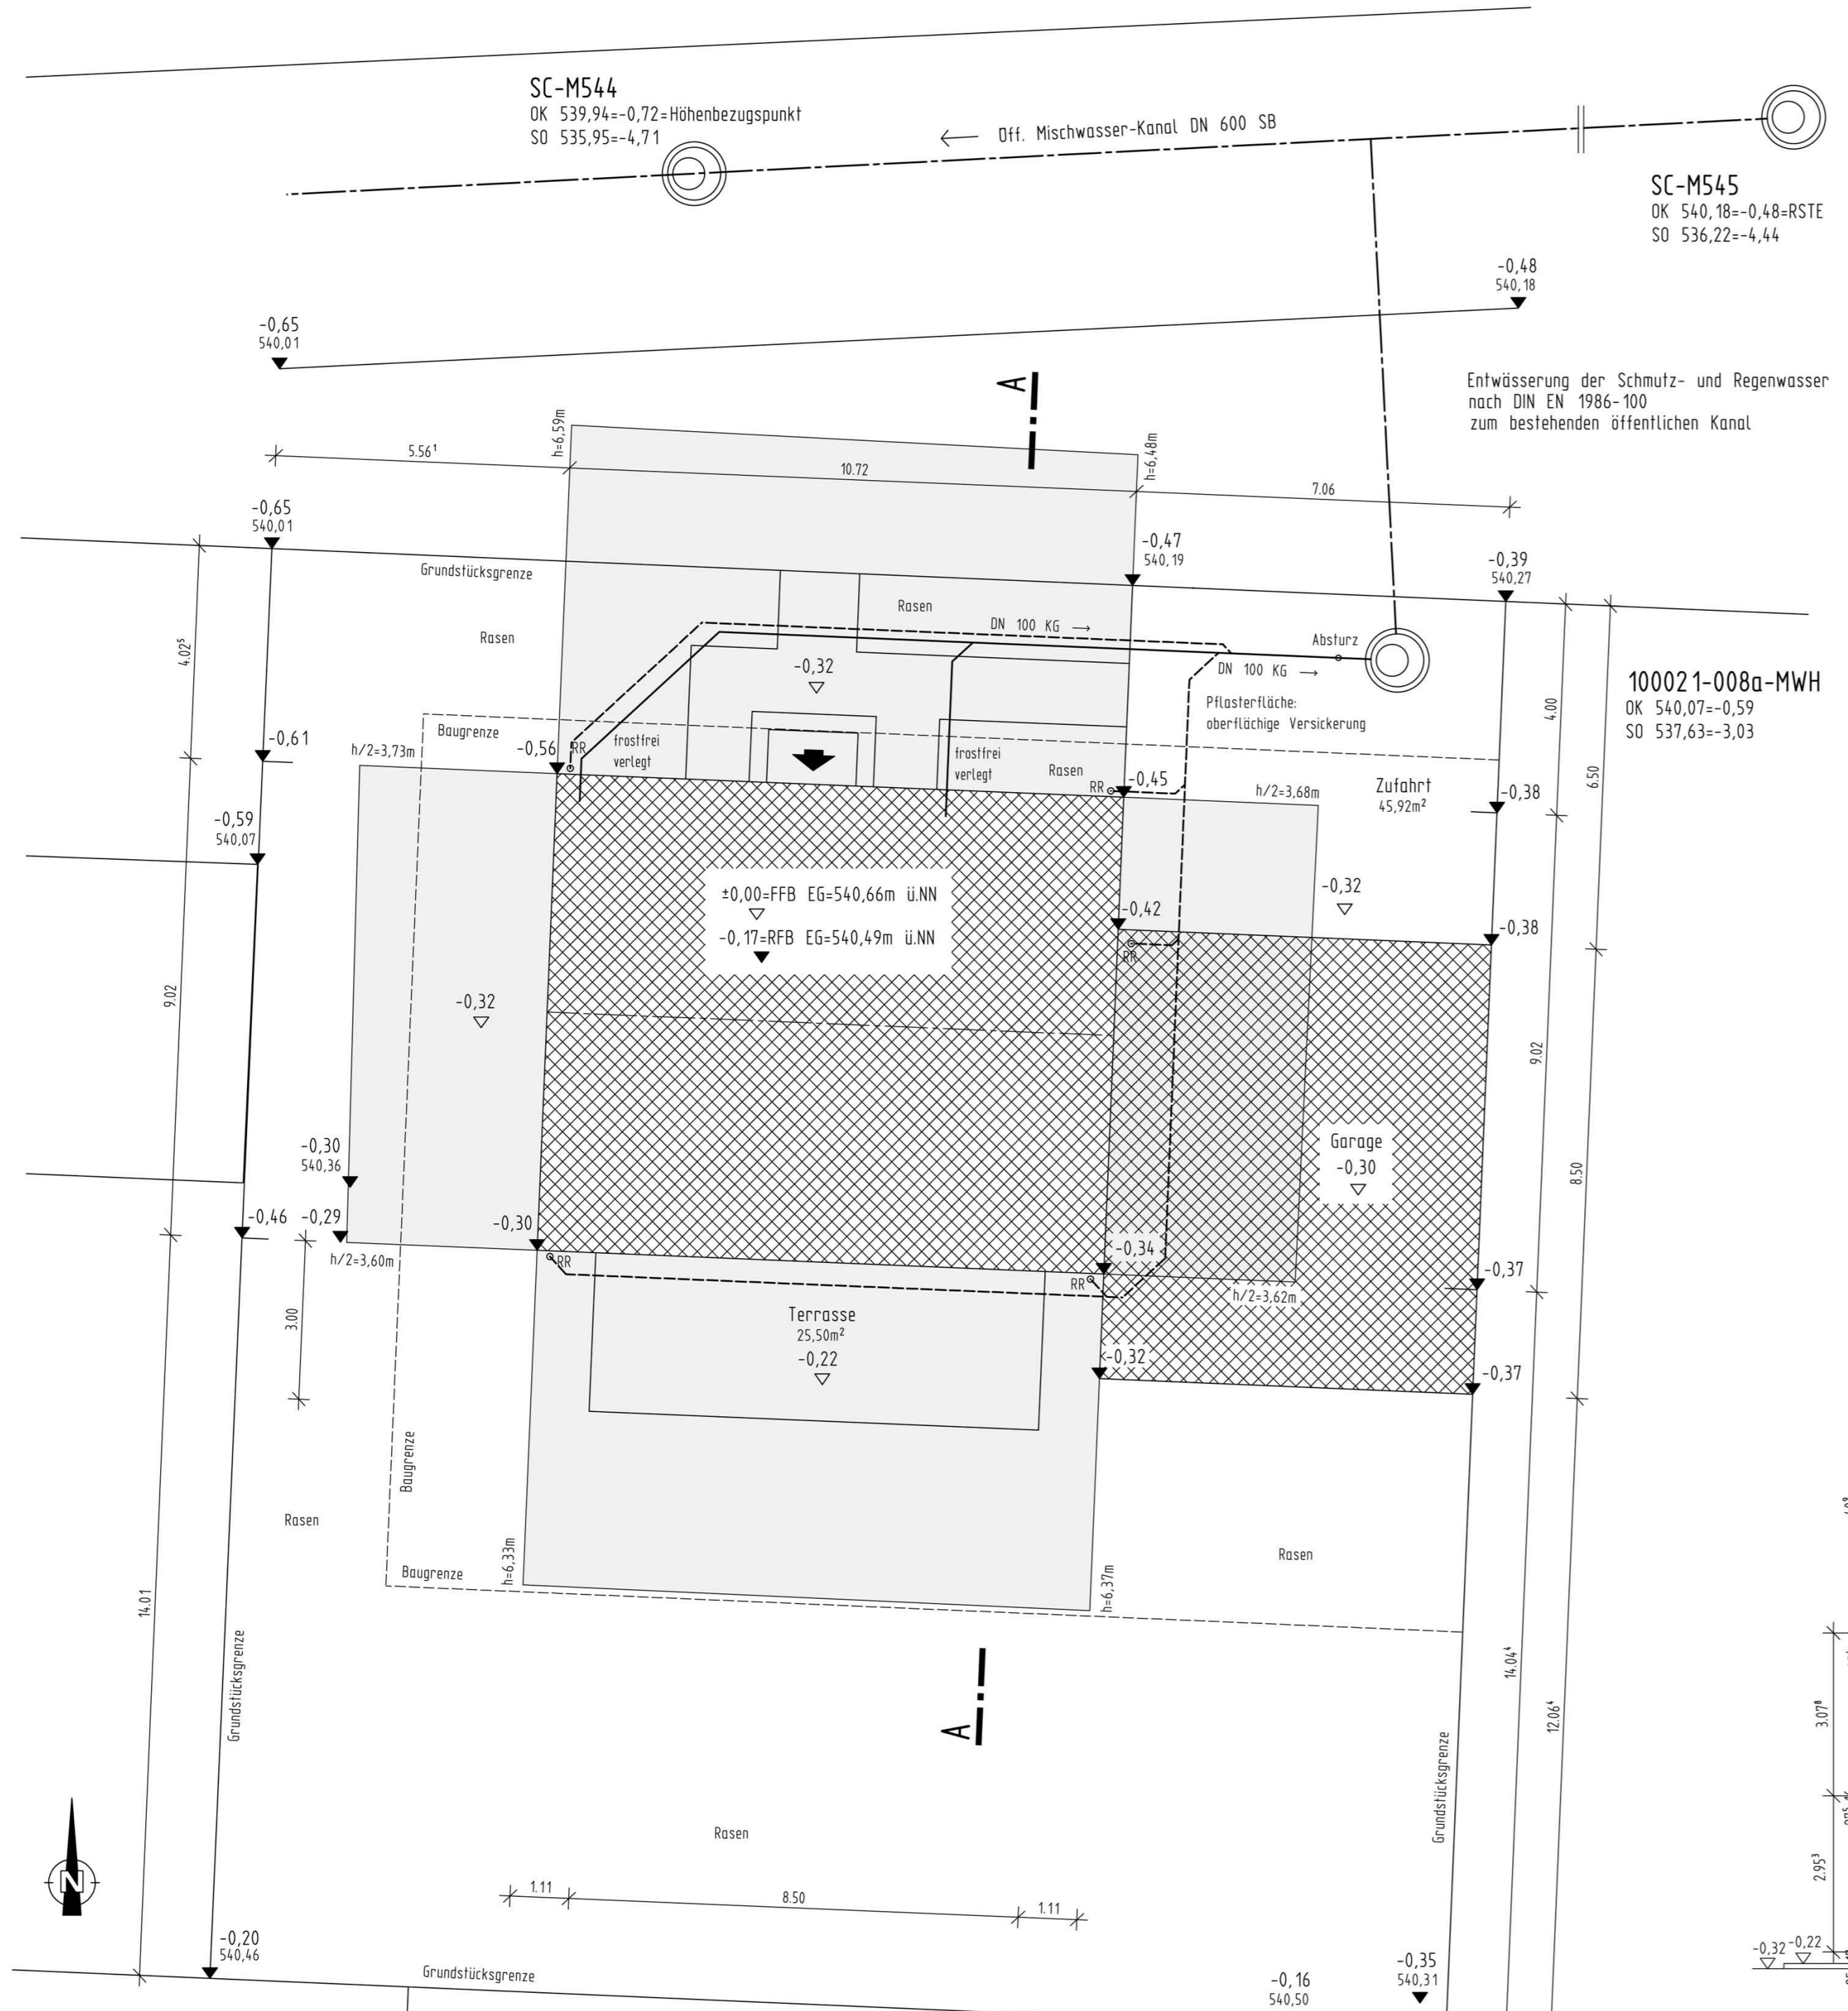 SC-M544
OK 539,94=-0,72=Höhenbezugspunkt
SO 535,95=-4,71
← Öff. Mischwasser-Kanal DN 600 SB
SC-M545
OK 540,18=-0,48=RSTE
SO 536,22=-4,44
-0,48
540,18
-0,65
540,01
A
Entwässerung der Schmutz- und Regenwasser
nach DIN EN 1986-100
zum bestehenden öffentlichen Kanal
h=6,59m
h=6,48m
5.56¹
10.72
7.06
-0,65
540,01
-0,47
540,19
-0,39
540,27
Grundstücksgrenze
Rasen
Rasen
DN 100 KG →
Absturz
DN 100 KG →
4.02⁵
-0,32
100021-008a-MWH
OK 540,07=-0,59
SO 537,63=-3,03
Pflasterfläche:
oberflächige Versickerung
4.00
6.50
Baugrenze
-0,61
h/2=3,73m
-0,56
RR
frostfrei
verlegt
frostfrei
verlegt
Rasen
RR
-0,45
h/2=3,68m
Zufahrt
45,92m²
-0,38
-0,59
540,07
±0,00=FFB EG=540,66m ü.NN
-0,17=RFB EG=540,49m ü.NN
-0,42
RR
-0,32
-0,38
9.02
-0,32
9.02
Garage
-0,30
8.50
-0,30
540,36
-0,46
-0,29
-0,30
h/2=3,60m
RR
-0,34
RR
h/2=3,62m
-0,37
3.00
Terrasse
25,50m²
-0,22
-0,32
-0,37
Baugrenze
Rasen
Baugrenze
h=6,33m
h=6,37m
Rasen
14.01
Grundstücksgrenze
14.04⁴
12.06⁴
A
Grundstücksgrenze
3.07⁸
Rasen
N
1.11
8.50
1.11
2.95³
-0,20
540,46
Grundstücksgrenze
-0,16
540,50
-0,35
540,31
-0,32
-0,22